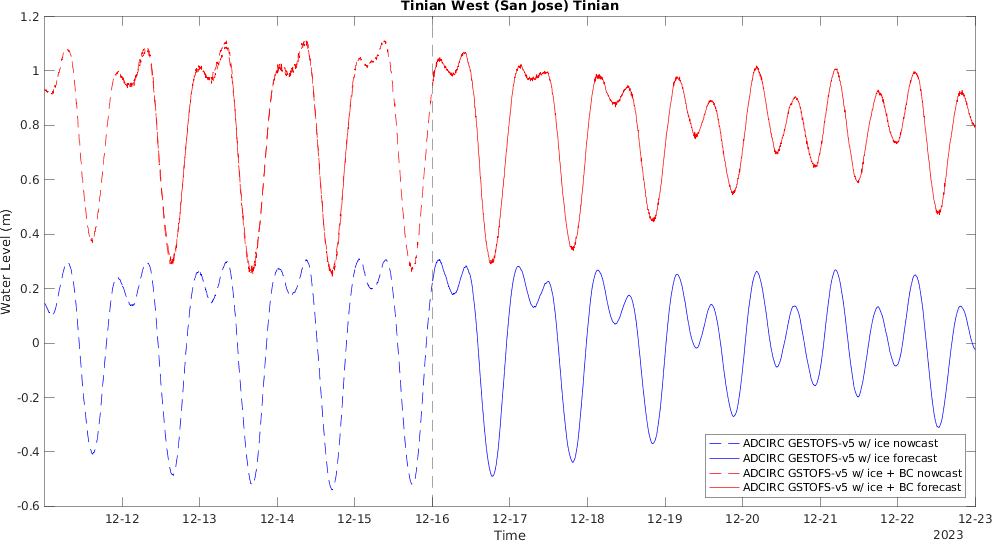 Tinian West (San Jose) Tinian
Water Level (m)
1.2
1
0.8
0.6
0.4
0.2
0
-0.2
-0.4
-0.6
ADCIRC GESTOFS-v5 w/ ice nowcast
ADCIRC GESTOFS-v5 w/ ice forecast
ADCIRC GSTOFS-v5 w/ ice + BC nowcast
ADCIRC GSTOFS-v5 w/ ice + BC forecast
12-12 12-13 12-14 12-15 12-16 12-17 12-18 12-19 12-20 12-21 12-22 12-23
Time
2023